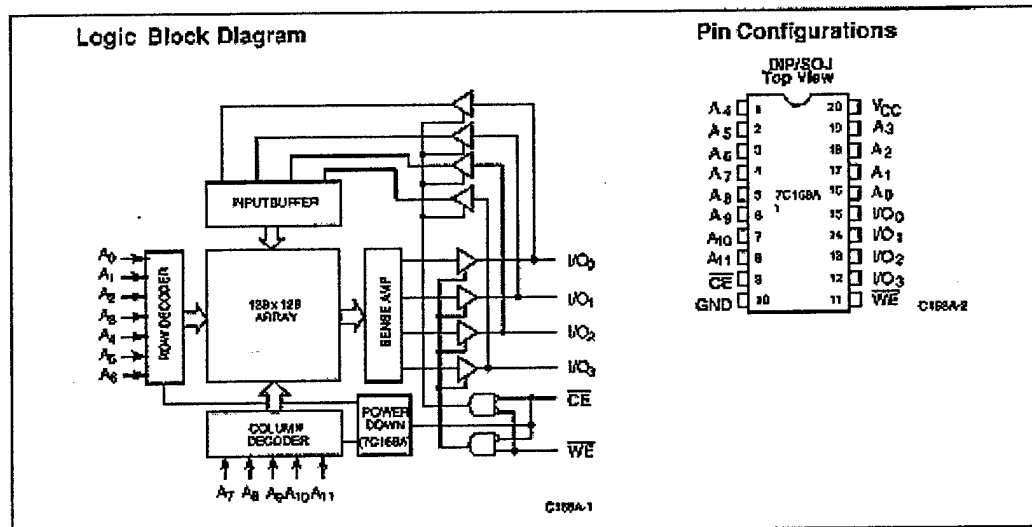 Logic Block Diagram
INPUTBUFFER
A0
A1
A2
A3
A4
A5
A6
ROW DECODER
128x128
ARRAY
SENSE AMP
I/O0
I/O1
I/O2
I/O3
COLUMN
DECODER
POWER
DOWN
(7C168A)
CE
WE
A7 A8 A9 A10 A11
C168A-1
Pin Configurations
DIP/SOJ
Top View
A4 1 20 VCC
A5 2 19 A3
A6 3 18 A2
A7 4 17 A1
A8 5 7C168A 16 A0
A9 6 15 I/O0
A10 7 14 I/O1
A11 8 13 I/O2
CE 9 12 I/O3
GND 10 11 WE
C168A-2